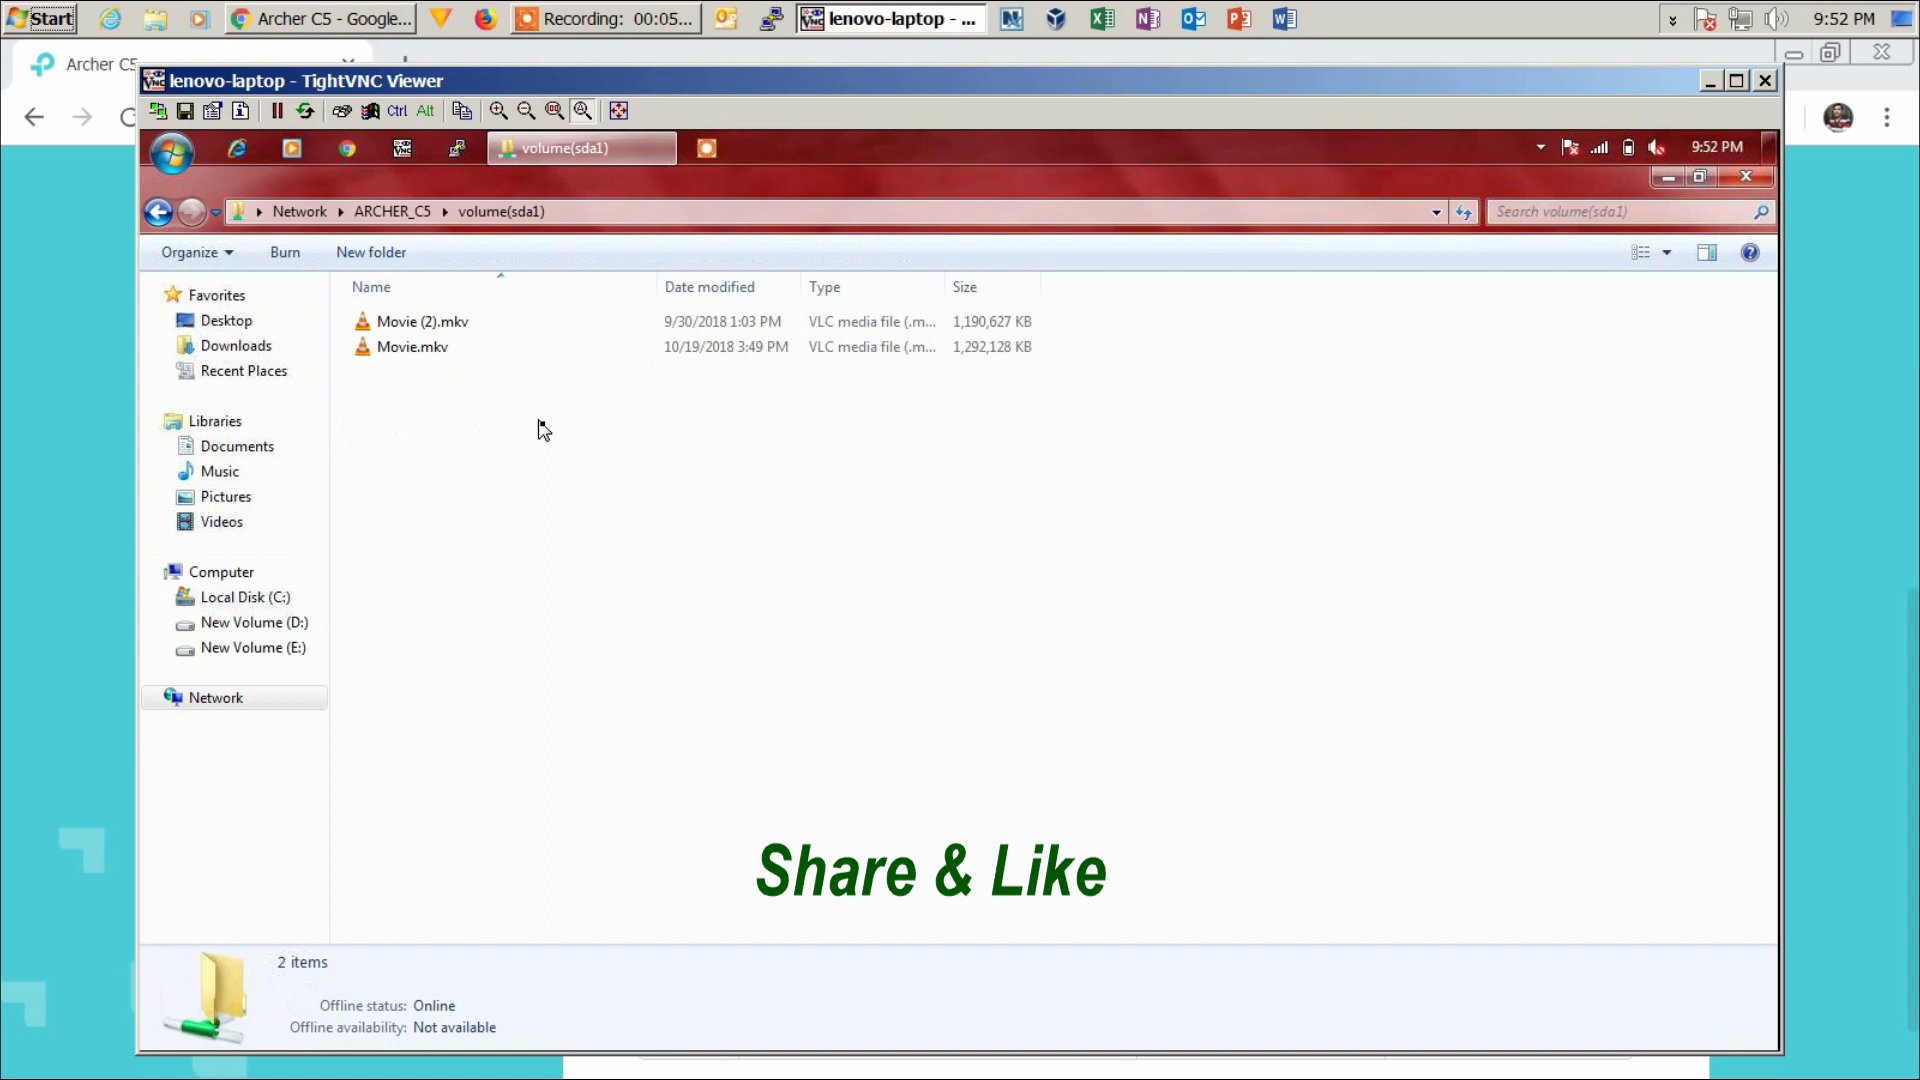 Start
Archer C5 - Google...
Recording: 00:05...
lenovo-laptop - ...
9:52 PM
Archer C5
lenovo-laptop - TightVNC Viewer
Ctrl Alt
volume(sda1)
9:52 PM
Network ARCHER_C5 volume(sda1)
Search volume(sda1)
Organize Burn New folder
Name Date modified Type Size
Movie (2).mkv 9/30/2018 1:03 PM VLC media file (.m... 1,190,627 KB
Movie.mkv 10/19/2018 3:49 PM VLC media file (.m... 1,292,128 KB
Favorites
Desktop
Downloads
Recent Places
Libraries
Documents
Music
Pictures
Videos
Computer
Local Disk (C:)
New Volume (D:)
New Volume (E:)
Network
Share & Like
2 items
Offline status: Online
Offline availability: Not available